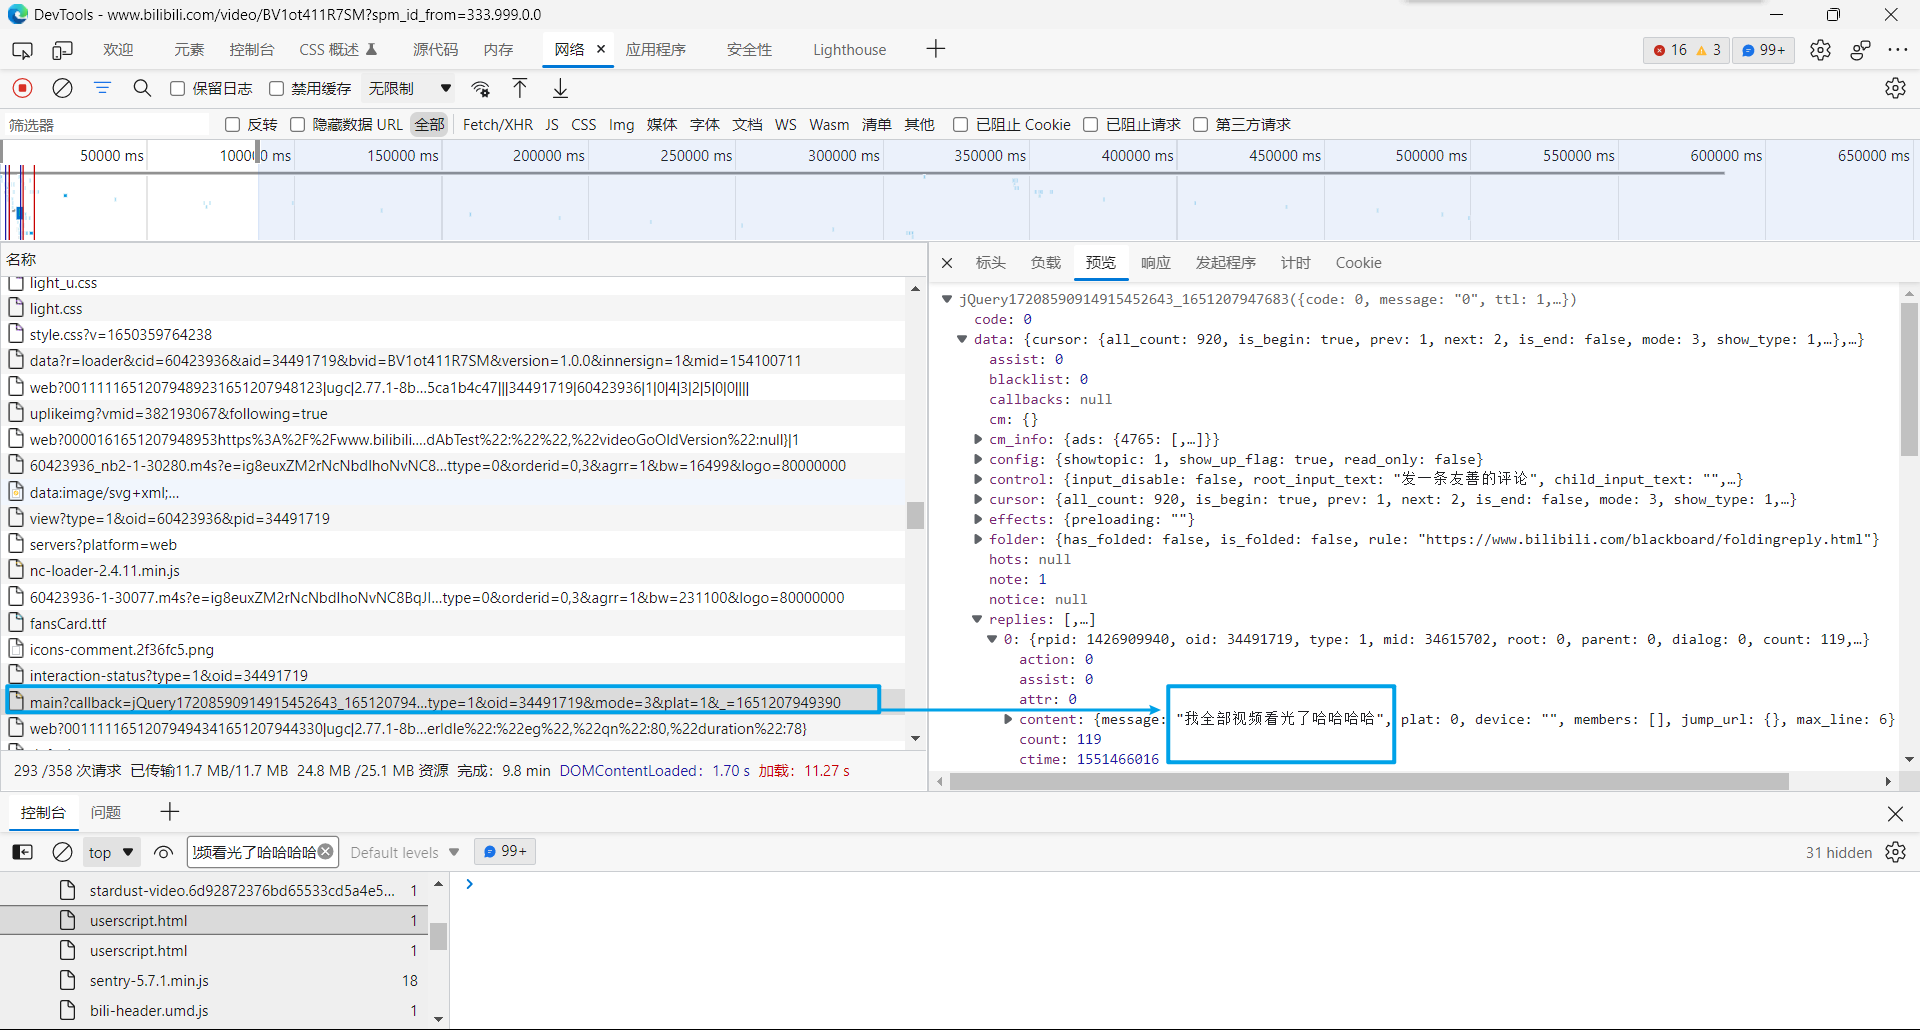 DevTools - www.bilibili.com/video/BV1ot411R7SM?spm_id_from=333.999.0.0
欢迎 元素 控制台 CSS 概述 源代码 内存 网络 应用程序 安全性 Lighthouse 16 3 99+
保留日志 禁用缓存 无限制
筛选器 反转 隐藏数据 URL 全部 Fetch/XHR JS CSS Img 媒体 字体 文档 WS Wasm 清单 其他 已阻止 Cookie 已阻止请求 第三方请求
50000 ms 10000 ms 150000 ms 200000 ms 250000 ms 300000 ms 350000 ms 400000 ms 450000 ms 500000 ms 550000 ms 600000 ms 650000 ms
名称
light_u.css
light.css
style.css?v=1650359764238
data?r=loader&cid=60423936&aid=34491719&bvid=BV1ot411R7SM&version=1.0.0&innersign=1&mid=154100711
web?0011111651207948923165120794812​3|ugc|2.77.1-8b...5ca1b4c47|||34491719|60423936|1|0|4|3|2|5|0|0||||
uplikeimg?vmid=382193067&following=true
web?0000161651207948953https%3A%2F%2Fwww.bilibili....dAbTest%22:%22%22,%22videoGoOldVersion%22:null}|1
60423936_nb2-1-30280.m4s?e=ig8euxZM2rNcNbdlhoNvNC8...ttype=0&orderid=0,3&agrr=1&bw=16499&logo=80000000
data:image/svg+xml;...
view?type=1&oid=60423936&pid=34491719
servers?platform=web
nc-loader-2.4.11.min.js
60423936-1-30077.m4s?e=ig8euxZM2rNcNbdlhoNvNC8BqJl...type=0&orderid=0,3&agrr=1&bw=231100&logo=80000000
fansCard.ttf
icons-comment.2f36fc5.png
interaction-status?type=1&oid=34491719
main?callback=jQuery17208590914915452643_165120794...type=1&oid=34491719&mode=3&plat=1&_=1651207949390
web?0011111651207949434165120794433​0|ugc|2.77.1-8b...erIdle%22:%22eg%22,%22qn%22:80,%22duration%22:78}
293 /358 次请求 已传输11.7 MB/11.7 MB 24.8 MB /25.1 MB 资源 完成：9.8 min DOMContentLoaded：1.70 s 加载：11.27 s
标头 负载 预览 响应 发起程序 计时 Cookie
jQuery17208590914915452643_1651207947683({code: 0, message: "0", ttl: 1,…})
code: 0
data: {cursor: {all_count: 920, is_begin: true, prev: 1, next: 2, is_end: false, mode: 3, show_type: 1,…},…}
assist: 0
blacklist: 0
callbacks: null
cm: {}
cm_info: {ads: {4765: [,…]}}
config: {showtopic: 1, show_up_flag: true, read_only: false}
control: {input_disable: false, root_input_text: "发一条友善的评论", child_input_text: "",…}
cursor: {all_count: 920, is_begin: true, prev: 1, next: 2, is_end: false, mode: 3, show_type: 1,…}
effects: {preloading: ""}
folder: {has_folded: false, is_folded: false, rule: "https://www.bilibili.com/blackboard/foldingreply.html"}
hots: null
note: 1
notice: null
replies: [,…]
0: {rpid: 1426909940, oid: 34491719, type: 1, mid: 34615702, root: 0, parent: 0, dialog: 0, count: 119,…}
action: 0
assist: 0
attr: 0
content: {message: "我全部视频看光了哈哈哈哈", plat: 0, device: "", members: [], jump_url: {}, max_line: 6}
count: 119
ctime: 1551466016
控制台 问题
top 频看光了哈哈哈哈 Default levels 99+ 31 hidden
stardust-video.6d92872376bd65533cd5a4e5... 1
userscript.html 1
userscript.html 1
sentry-5.7.1.min.js 18
bili-header.umd.js 1